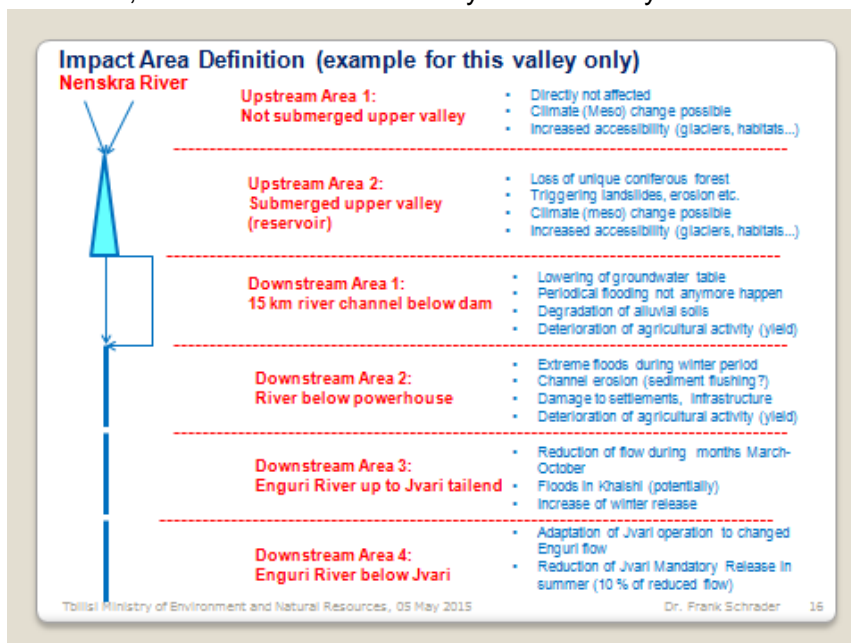 Impact Area Definition (example for this valley only)
Nenskra River
Upstream Area 1:
Not submerged upper valley
• Directly not affected
• Climate (Meso) change possible
• Increased accessibility (glaciers, habitats...)
Upstream Area 2:
Submerged upper valley
(reservoir)
• Loss of unique coniferous forest
• Triggering landslides, erosion etc.
• Climate (meso) change possible
• Increased accessibility (glaciers, habitats...)
Downstream Area 1:
15 km river channel below dam
• Lowering of groundwater table
• Periodical flooding not anymore happen
• Degradation of alluvial soils
• Deterioration of agricultural activity (yield)
Downstream Area 2:
River below powerhouse
• Extreme floods during winter period
• Channel erosion (sediment flushing?)
• Damage to settlements, infrastructure
• Deterioration of agricultural activity (yield)
Downstream Area 3:
Enguri River up to Jvari tailend
• Reduction of flow during months March-
October
• Floods in Khaishi (potentially)
• Increase of winter release
Downstream Area 4:
Enguri River below Jvari
• Adaptation of Jvari operation to changed
Enguri flow
• Reduction of Jvari Mandatory Release in
summer (10 % of reduced flow)
Tbilisi Ministry of Environment and Natural Resources, 05 May 2015
Dr. Frank Schrader
16